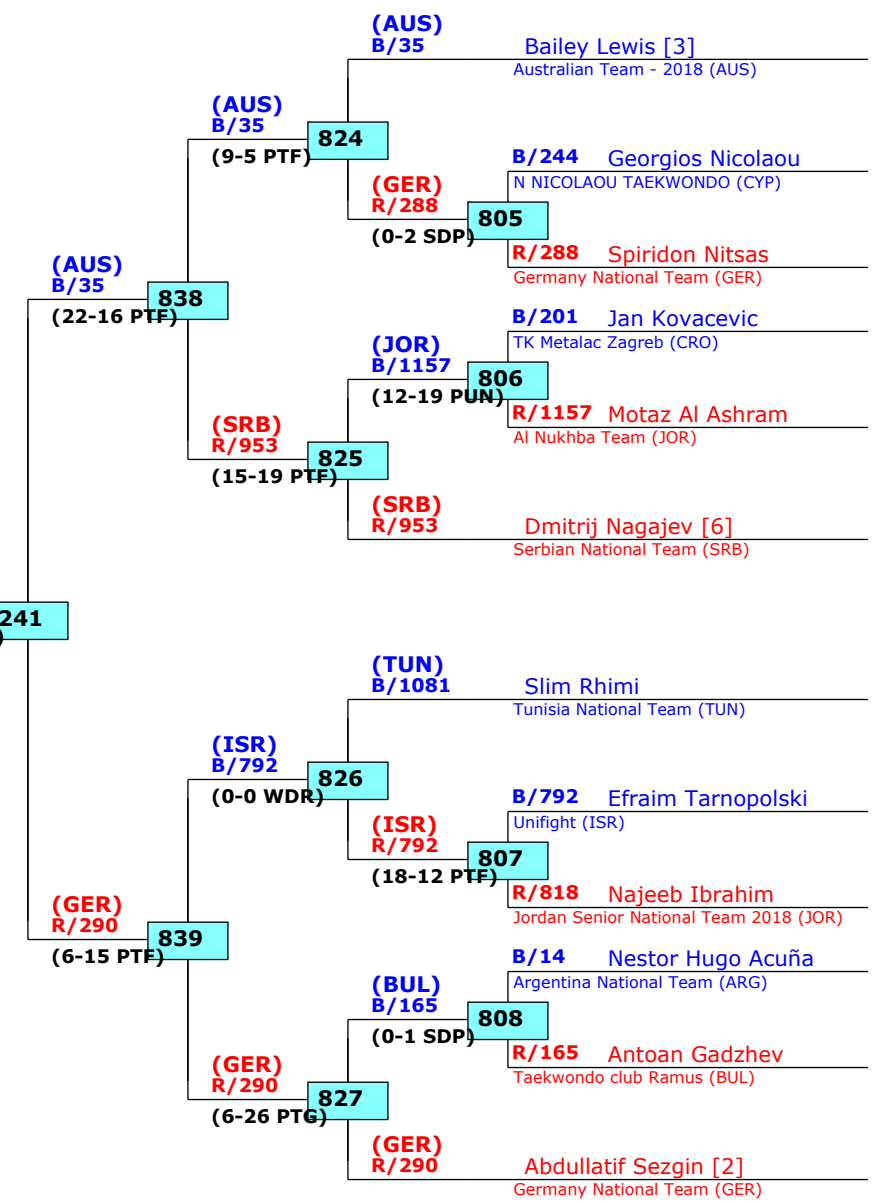 (AUS)
B/35
Bailey Lewis [3]
Australian Team - 2018 (AUS)
(AUS)
B/35
824
(9-5 PTF)
B/244 Georgios Nicolaou
N NICOLAOU TAEKWONDO (CYP)
(GER)
R/288
805
(0-2 SDP)
R/288 Spiridon Nitsas
Germany National Team (GER)
(AUS)
B/35
838
(22-16 PTF)
B/201 Jan Kovacevic
TK Metalac Zagreb (CRO)
(JOR)
B/1157
806
(12-19 PUN)
R/1157 Motaz Al Ashram
Al Nukhba Team (JOR)
(SRB)
R/953
825
(15-19 PTF)
(SRB)
R/953
Dmitrij Nagajev [6]
Serbian National Team (SRB)
241
)
(TUN)
B/1081
Slim Rhimi
Tunisia National Team (TUN)
(ISR)
B/792
826
(0-0 WDR)
B/792 Efraim Tarnopolski
Unifight (ISR)
(ISR)
R/792
807
(18-12 PTF)
R/818 Najeeb Ibrahim
Jordan Senior National Team 2018 (JOR)
(GER)
R/290
839
(6-15 PTF)
B/14 Nestor Hugo Acuña
Argentina National Team (ARG)
(BUL)
B/165
808
(0-1 SDP)
R/165 Antoan Gadzhev
Taekwondo club Ramus (BUL)
(GER)
R/290
827
(6-26 PTG)
(GER)
R/290
Abdullatif Sezgin [2]
Germany National Team (GER)